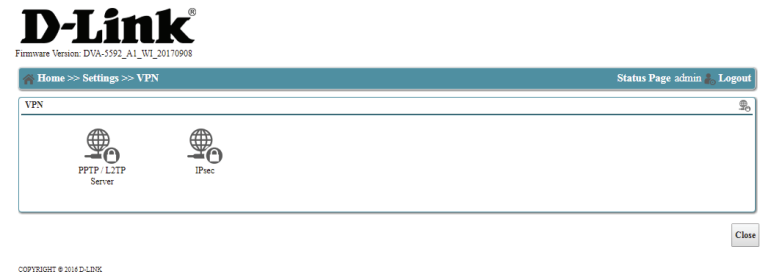 D-Link®
Firmware Version: DVA-5592_A1_WI_20170908
Home >> Settings >> VPN
Status Page admin Logout
VPN
PPTP / L2TP
Server
IPsec
Close
COPYRIGHT © 2016 D-LINK